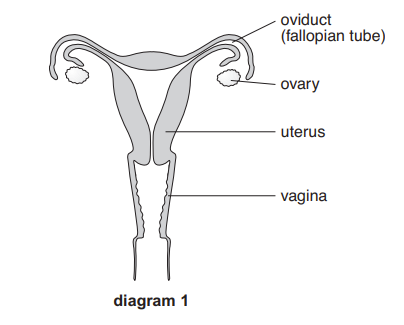 oviduct
(fallopian tube)
ovary
uterus
vagina
diagram 1